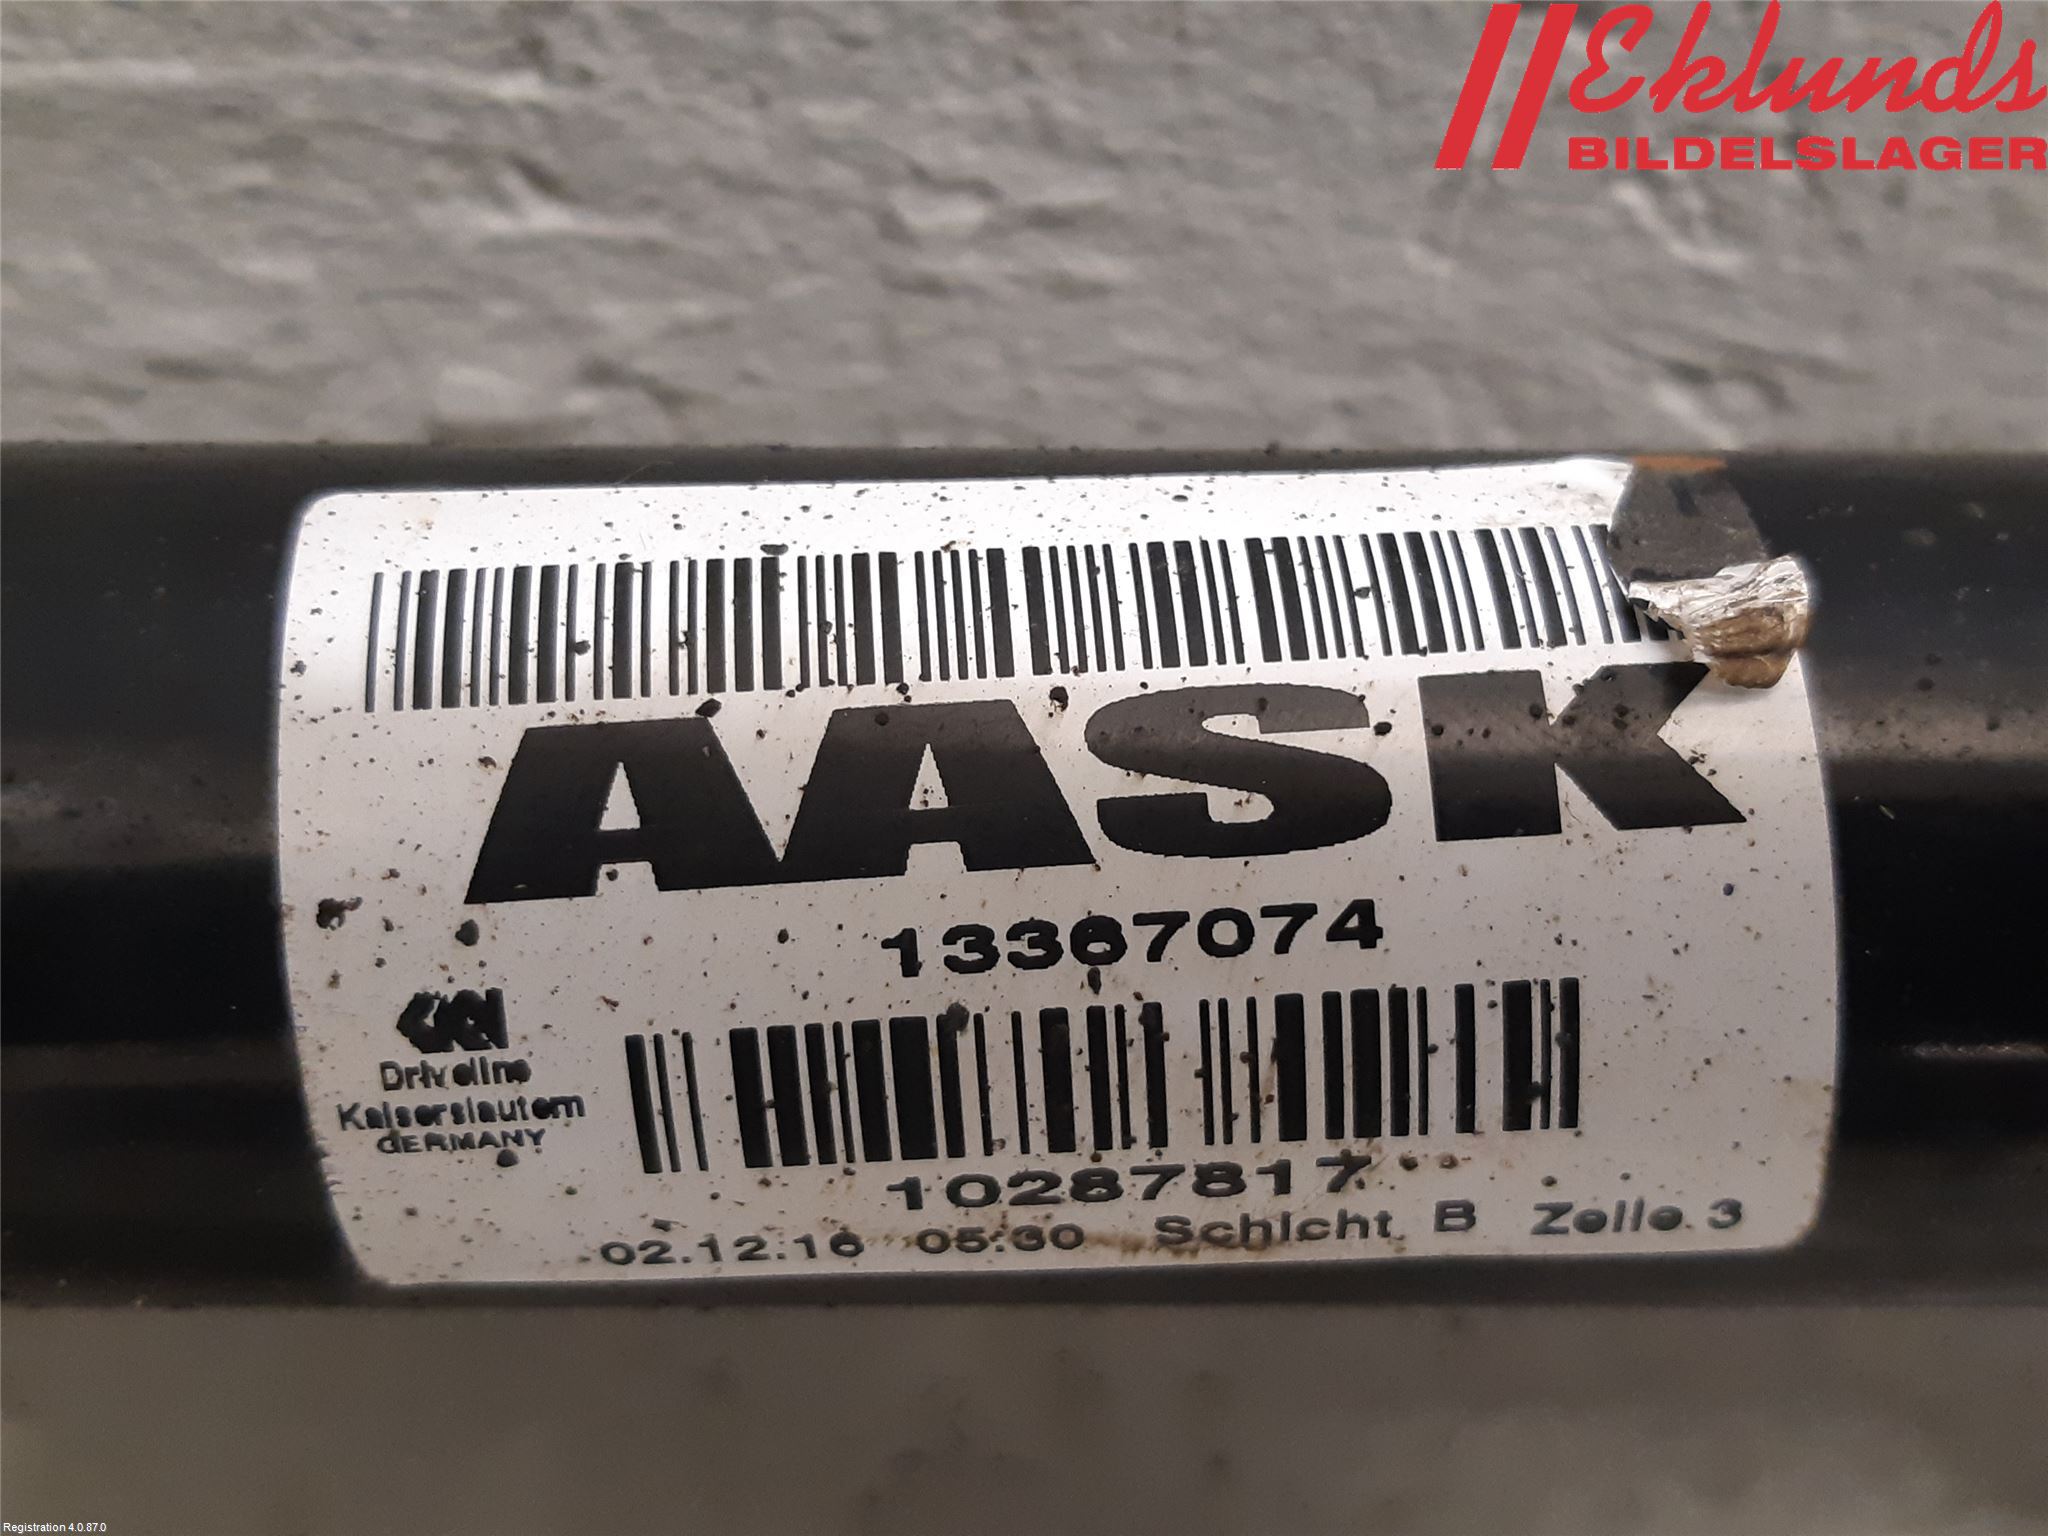 Eklunds
BILDELSLAGER
AASK
13367074
GKN
Driveline
Kaiserslautern
GERMANY
10287817
02.12.16 05:30 Schicht B Zelle 3
Registration 4.0.87.0